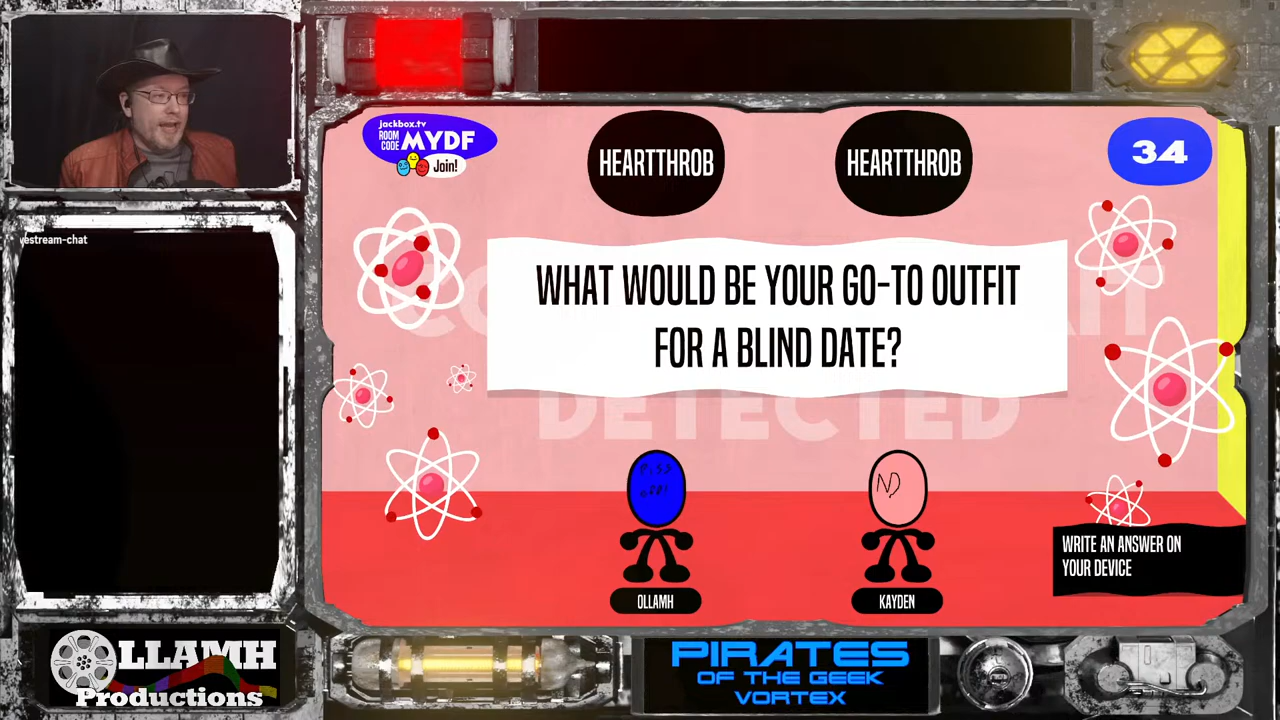 vestream-chat
OLLAMH
Productions
jackbox.tv
ROOM
CODE
MYDF
Join!
HEARTTHROB
HEARTTHROB
34
WHAT WOULD BE YOUR GO-TO OUTFIT
FOR A BLIND DATE?
DETECTED
OLLAMH
KAYDEN
WRITE AN ANSWER ON
YOUR DEVICE
PIRATES
OF THE GEEK
VORTEX